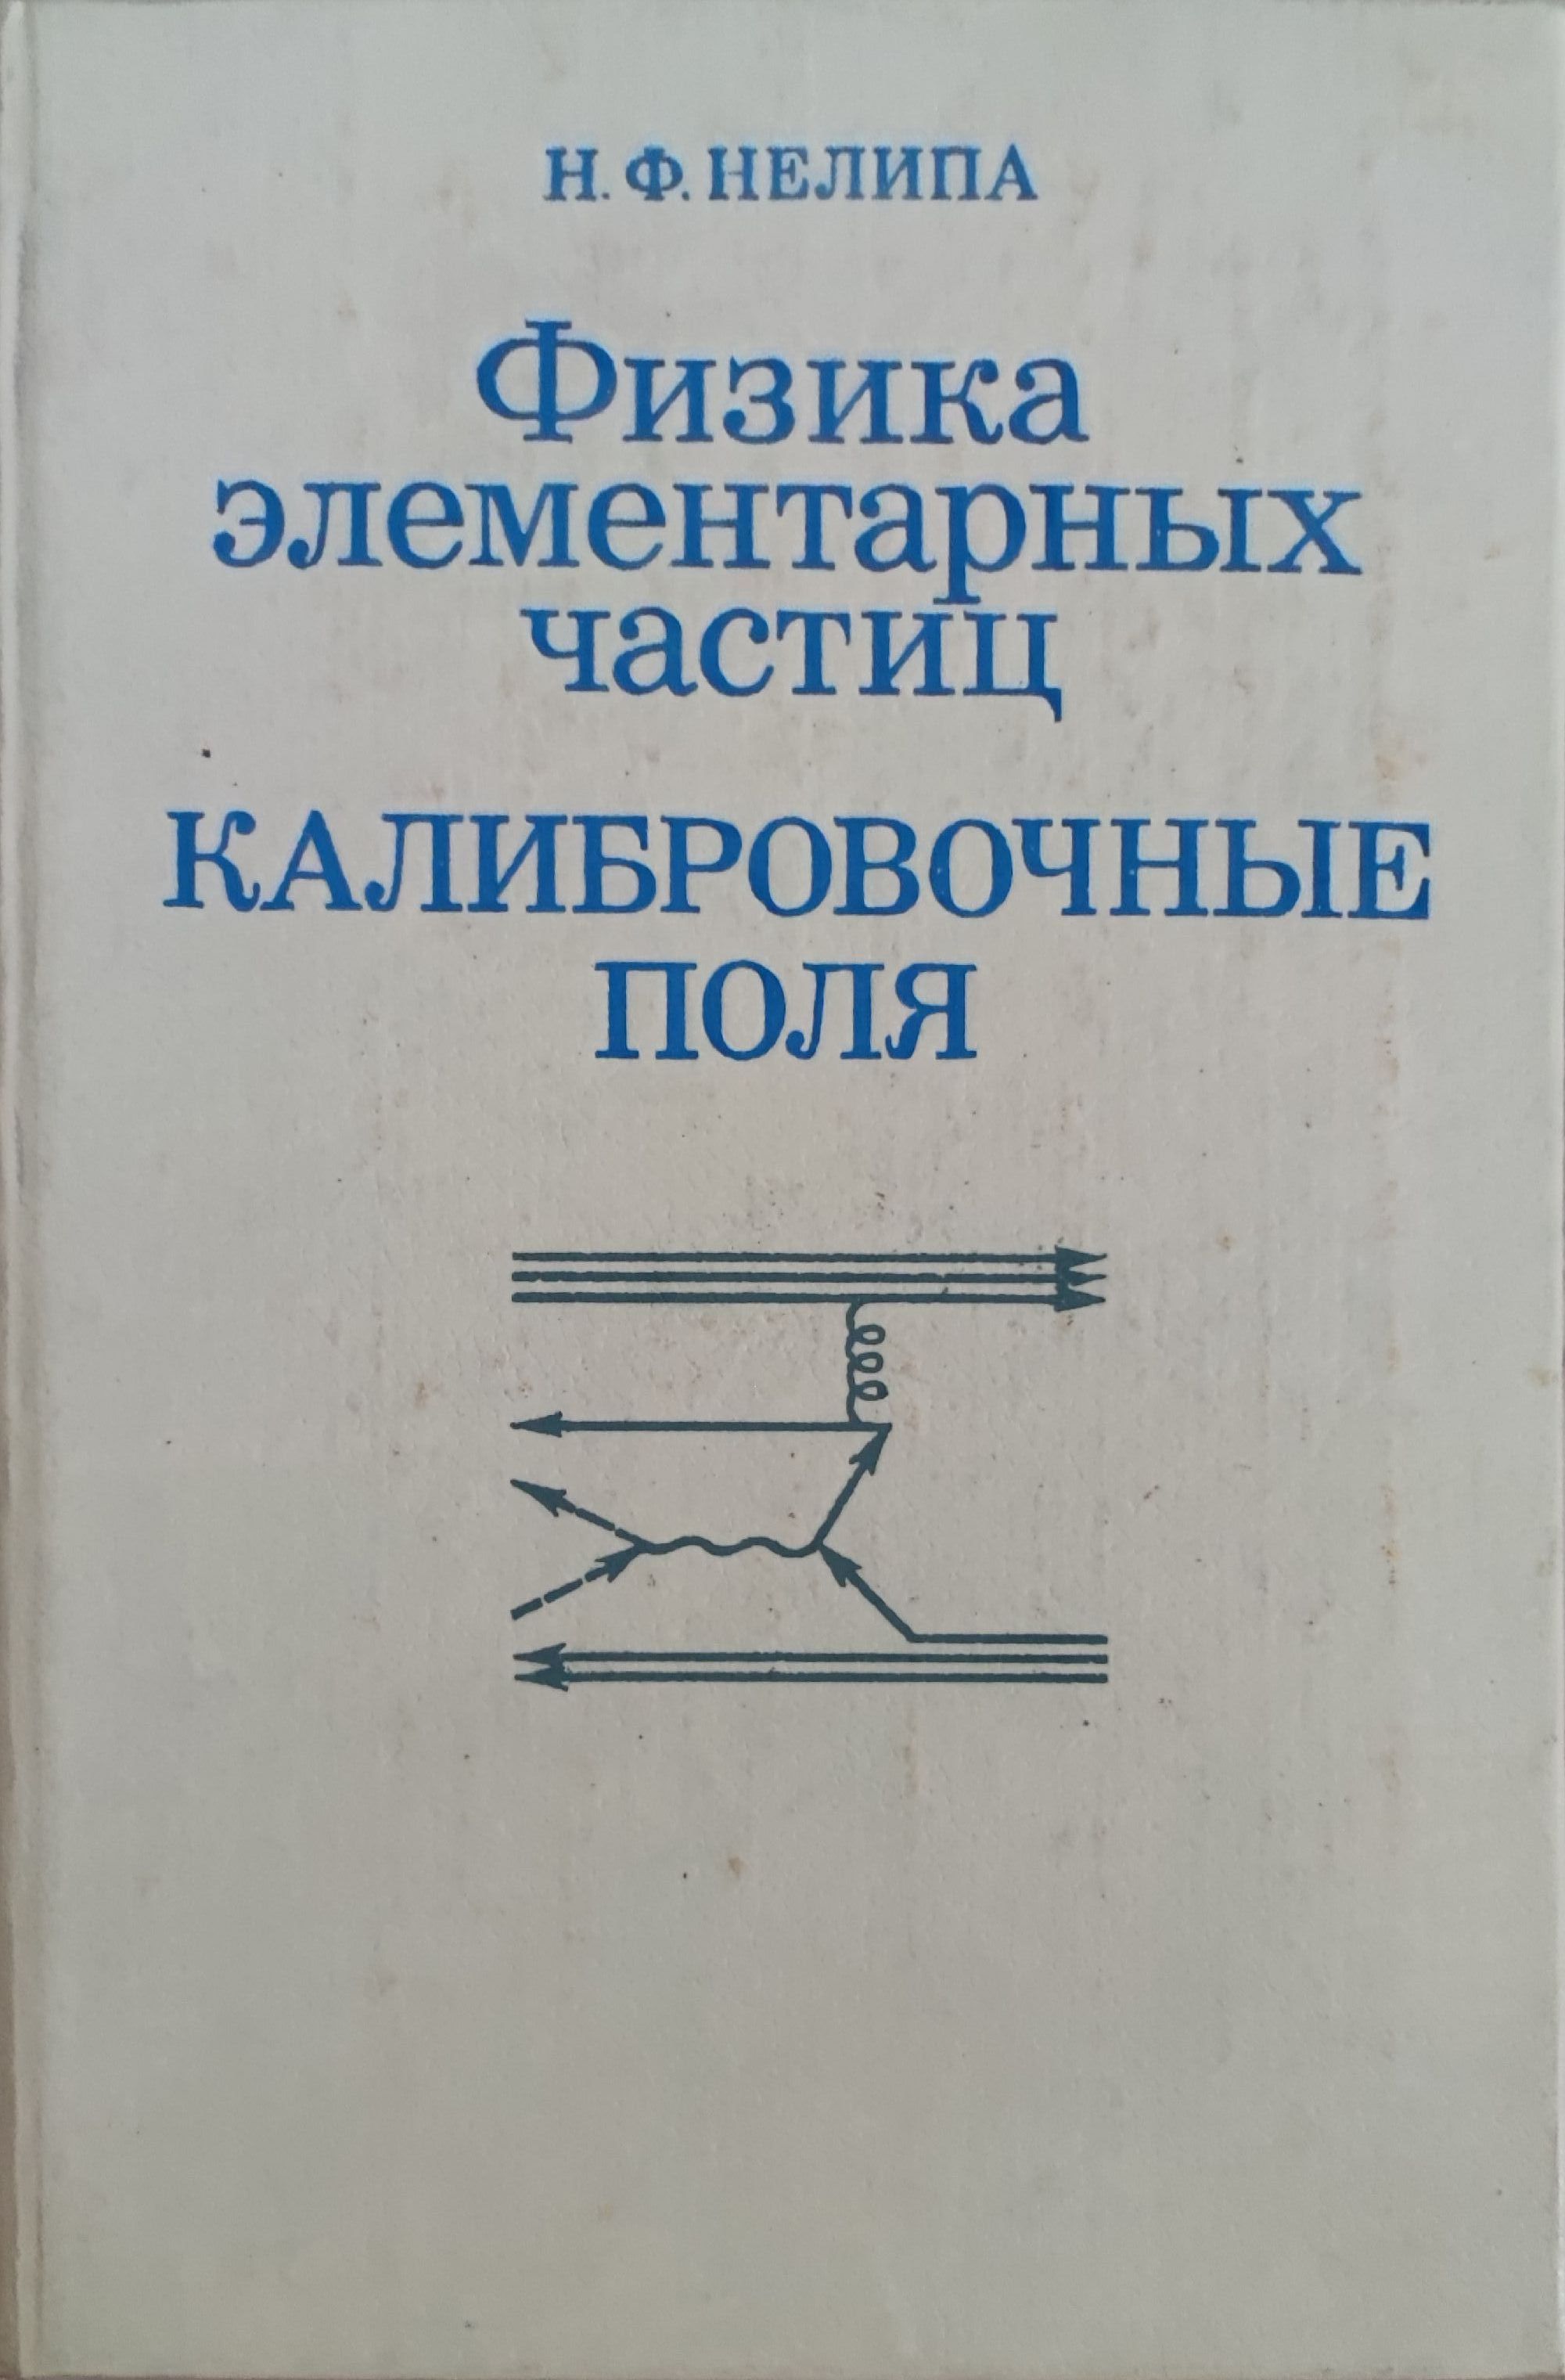 Н. Ф. НЕЛИПА
Физика
элементарных
частиц
КАЛИБРОВОЧНЫЕ
ПОЛЯ